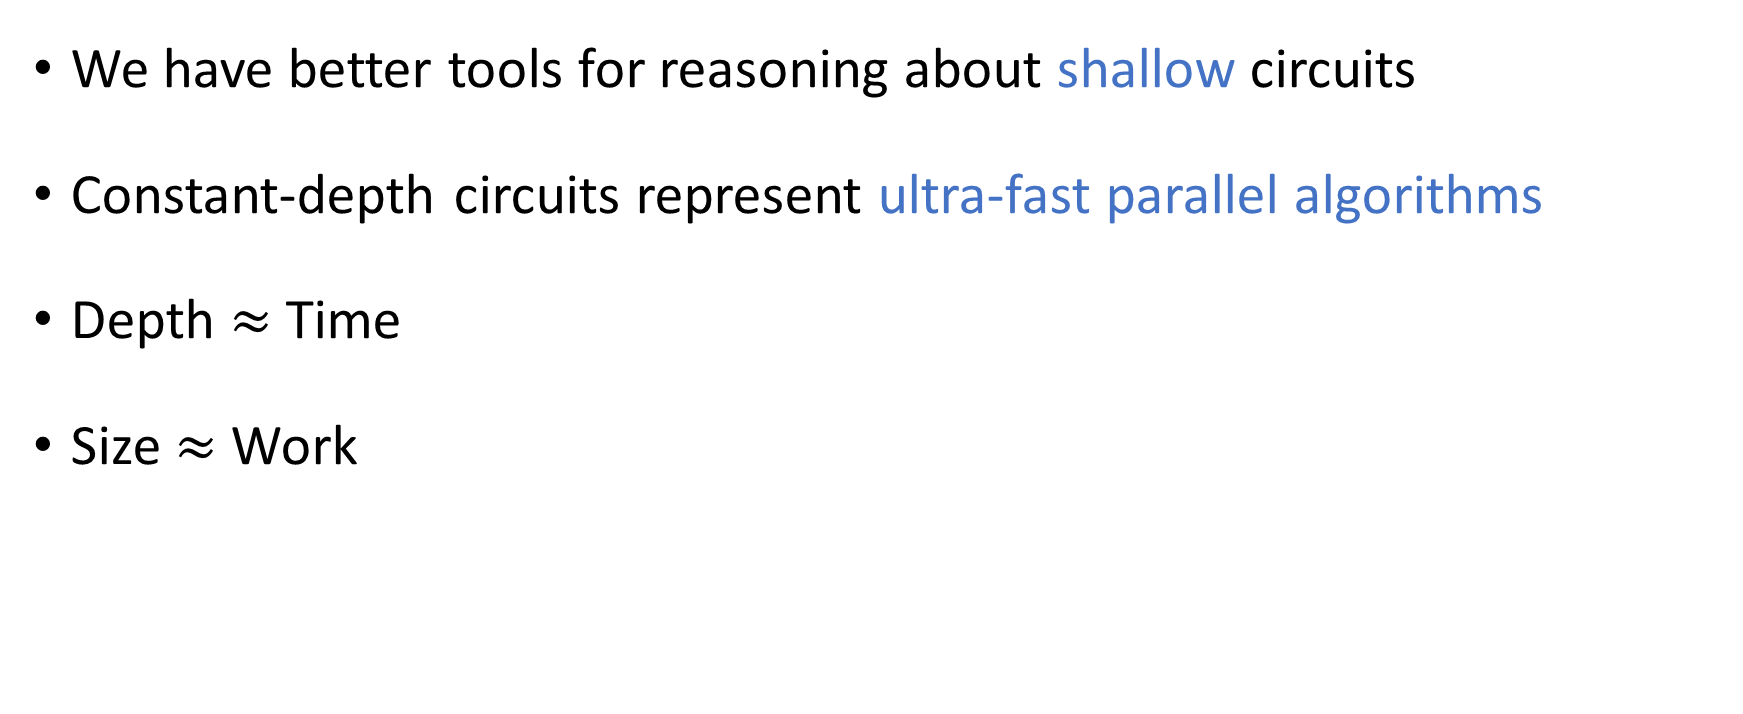 • We have better tools for reasoning about shallow circuits
• Constant-depth circuits represent ultra-fast parallel algorithms
• Depth ≈ Time
• Size ≈ Work